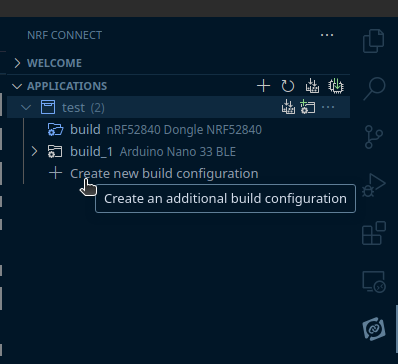 NRF CONNECT
WELCOME
APPLICATIONS
test (2)
build nRF52840 Dongle NRF52840
build_1 Arduino Nano 33 BLE
Create new build configuration
Create an additional build configuration